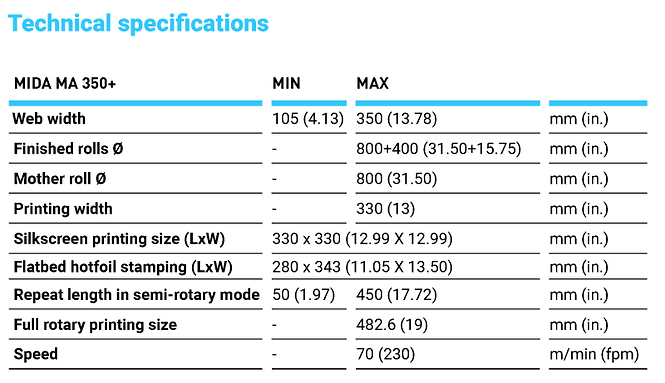 Technical specifications
MIDA MA 350+ MIN MAX
Web width 105 (4.13) 350 (13.78) mm (in.)
Finished rolls Ø - 800+400 (31.50+15.75) mm (in.)
Mother roll Ø - 800 (31.50) mm (in.)
Printing width - 330 (13) mm (in.)
Silkscreen printing size (LxW) 330 x 330 (12.99 X 12.99) mm (in.)
Flatbed hotfoil stamping (LxW) 280 x 343 (11.05 X 13.50) mm (in.)
Repeat length in semi-rotary mode 50 (1.97) 450 (17.72) mm (in.)
Full rotary printing size - 482.6 (19) mm (in.)
Speed - 70 (230) m/min (fpm)